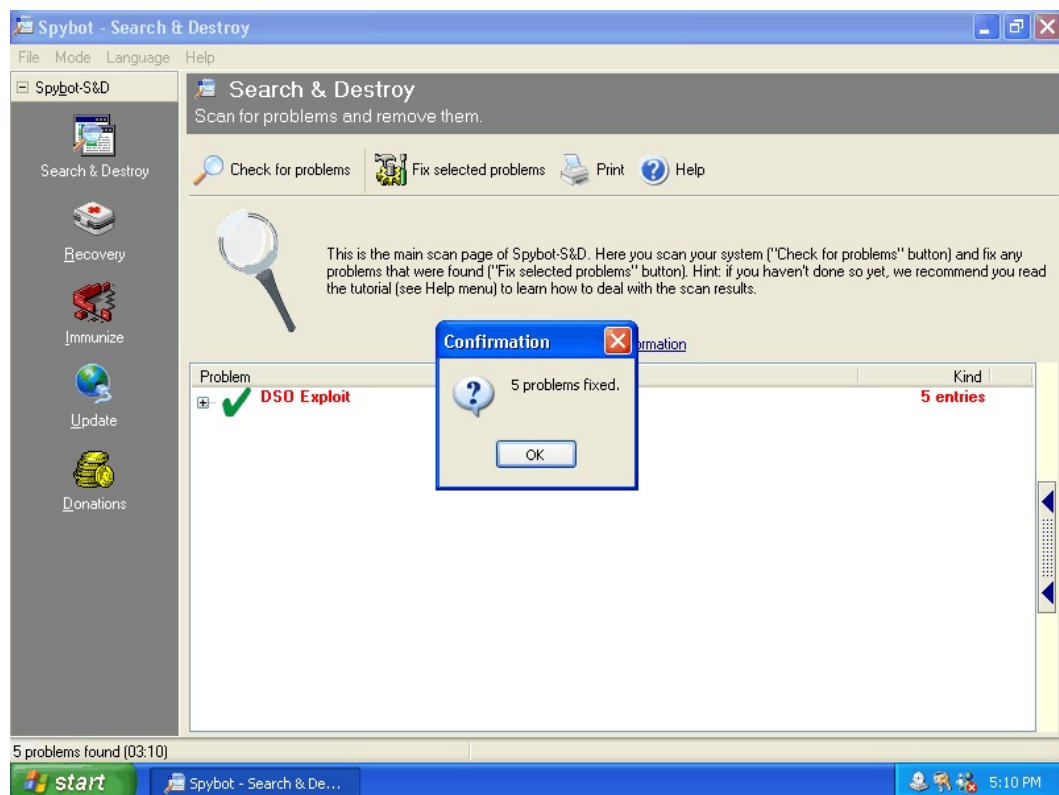 Spybot - Search & Destroy
File Mode Language Help
Spybot-S&D
Search & Destroy
Recovery
Immunize
Update
Donations
Search & Destroy
Scan for problems and remove them.
Check for problems Fix selected problems Print Help
This is the main scan page of Spybot-S&D. Here you scan your system ("Check for problems" button) and fix any
problems that were found ("Fix selected problems" button). Hint: if you haven't done so yet, we recommend you read
the tutorial (see Help menu) to learn how to deal with the scan results.
ormation
Problem Kind
DSO Exploit 5 entries
Confirmation
5 problems fixed.
OK
5 problems found (03:10)
start Spybot - Search & De... 5:10 PM